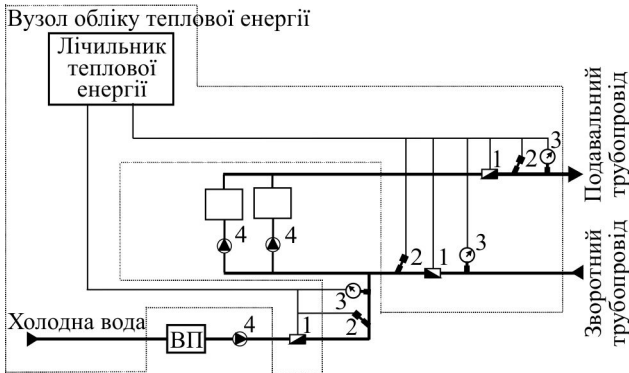 Вузол обліку теплової енергії
Лічильник
теплової
енергії
1
2
3
Подавальний
трубопровід
4
4
2
1
3
Зворотний
трубопровід
3
1
2
Холодна вода
ВП
4